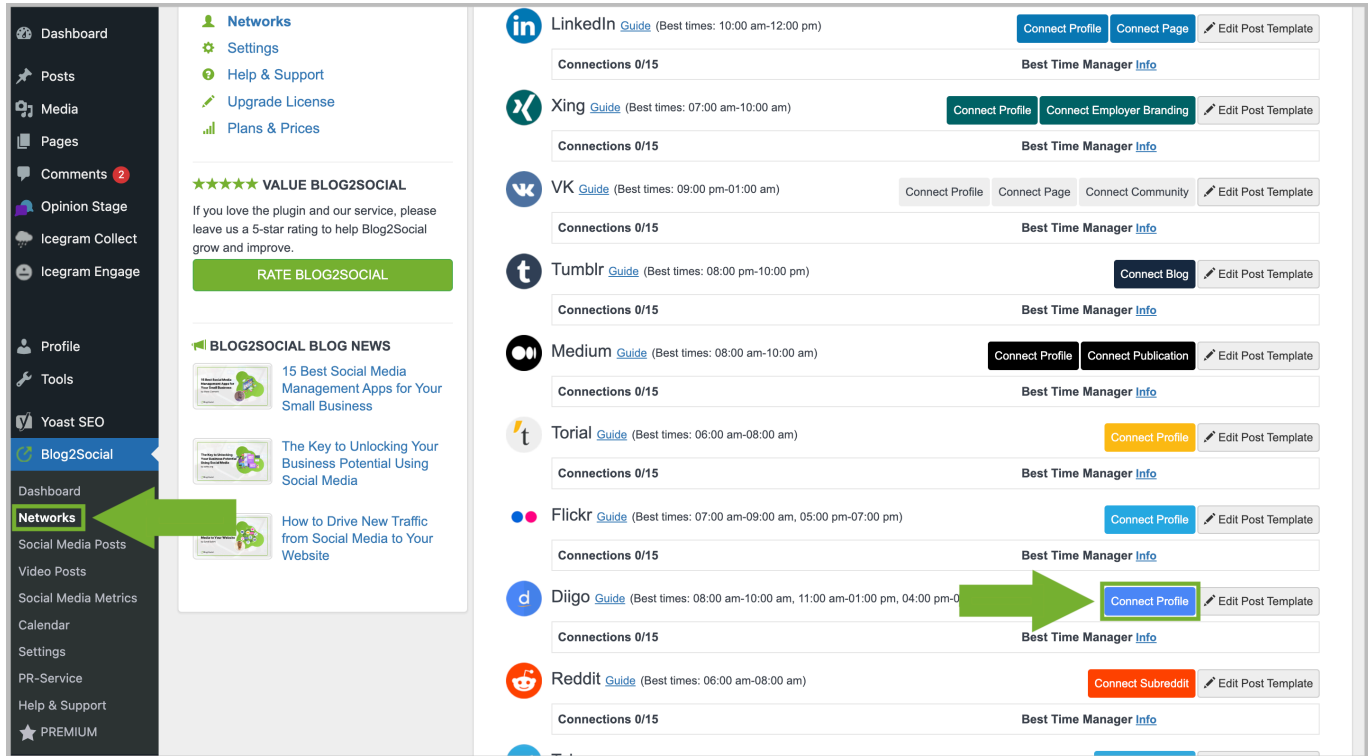 Dashboard
Posts
Media
Pages
Comments 2
Opinion Stage
Icegram Collect
Icegram Engage
Profile
Tools
Yoast SEO
Blog2Social
Dashboard
Networks
Social Media Posts
Video Posts
Social Media Metrics
Calendar
Settings
PR-Service
Help & Support
PREMIUM
Networks
Settings
Help & Support
Upgrade License
Plans & Prices
VALUE BLOG2SOCIAL
If you love the plugin and our service, please
leave us a 5-star rating to help Blog2Social
grow and improve.
RATE BLOG2SOCIAL
BLOG2SOCIAL BLOG NEWS
15 Best Social Media
Management Apps for Your
Small Business
The Key to Unlocking Your
Business Potential Using
Social Media
How to Drive New Traffic
from Social Media to Your
Website
LinkedIn Guide (Best times: 10:00 am-12:00 pm) Connect Profile Connect Page Edit Post Template
Connections 0/15 Best Time Manager Info
Xing Guide (Best times: 07:00 am-10:00 am) Connect Profile Connect Employer Branding Edit Post Template
Connections 0/15 Best Time Manager Info
VK Guide (Best times: 09:00 pm-01:00 am) Connect Profile Connect Page Connect Community Edit Post Template
Connections 0/15 Best Time Manager Info
Tumblr Guide (Best times: 08:00 pm-10:00 pm) Connect Blog Edit Post Template
Connections 0/15 Best Time Manager Info
Medium Guide (Best times: 08:00 am-10:00 am) Connect Profile Connect Publication Edit Post Template
Connections 0/15 Best Time Manager Info
Torial Guide (Best times: 06:00 am-08:00 am) Connect Profile Edit Post Template
Connections 0/15 Best Time Manager Info
Flickr Guide (Best times: 07:00 am-09:00 am, 05:00 pm-07:00 pm) Connect Profile Edit Post Template
Connections 0/15 Best Time Manager Info
Diigo Guide (Best times: 08:00 am-10:00 am, 11:00 am-01:00 pm, 04:00 pm-0 Connect Profile Edit Post Template
Connections 0/15 Best Time Manager Info
Reddit Guide (Best times: 06:00 am-08:00 am) Connect Subreddit Edit Post Template
Connections 0/15 Best Time Manager Info